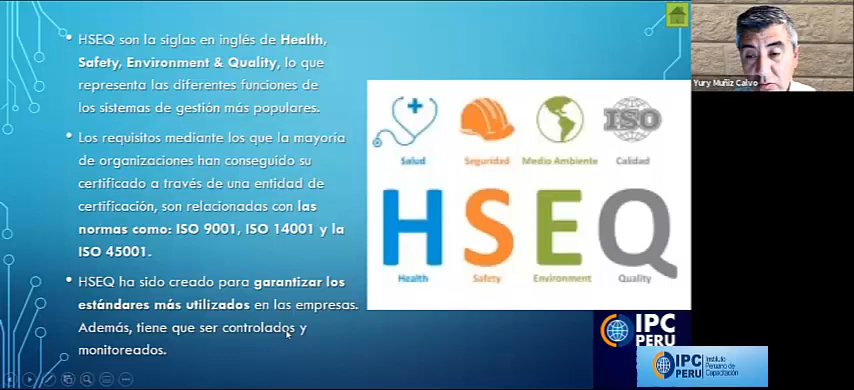 • HSEQ son la siglas en inglés de Health,
Safety, Environment & Quality, lo que
representa las diferentes funciones de
los sistemas de gestión más populares.
• Los requisitos mediante los que la mayoría
de organizaciones han conseguido su
certificado a través de una entidad de
certificación, son relacionadas con las
normas como: ISO 9001, ISO 14001 y la
ISO 45001.
• HSEQ ha sido creado para garantizar los
estándares más utilizados en las empresas.
Además, tiene que ser controlados y
monitoreados.
ISO
Salud Seguridad Medio Ambiente Calidad
HSEQ
Health Safety Environment Quality
Yury Muñiz Calvo
IPC
PERU
IPC
PERU
Instituto
Peruano de
Capacitación